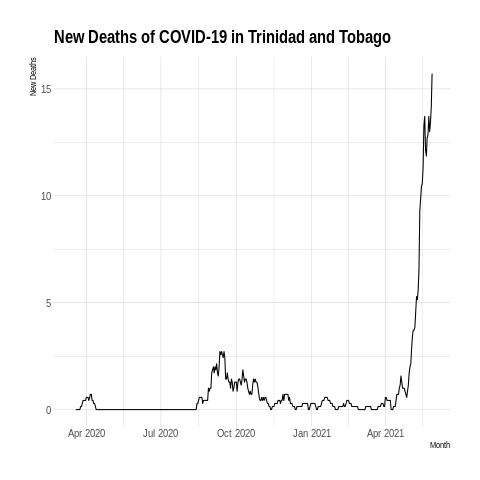 New Deaths of COVID-19 in Trinidad and Tobago
New Deaths
15
10
5
0
Apr 2020 Jul 2020 Oct 2020 Jan 2021 Apr 2021
Month